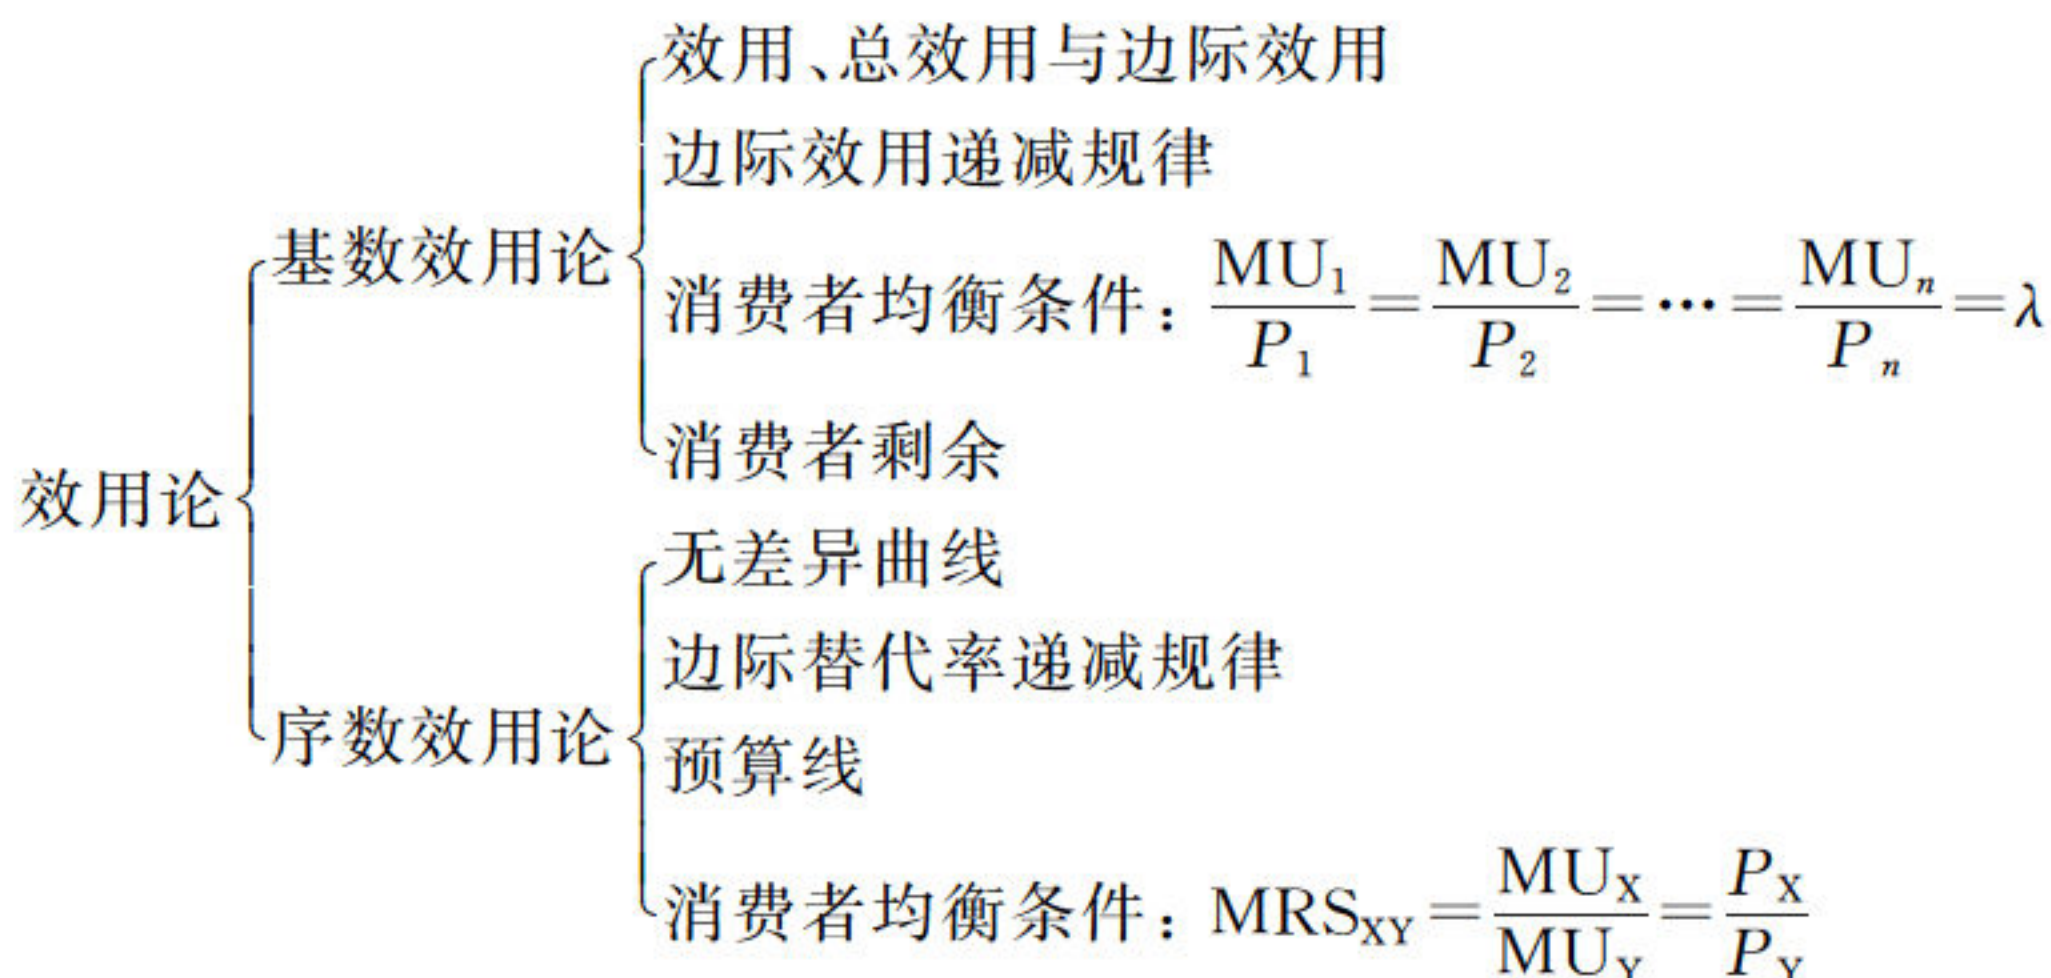 效用论
基数效用论
效用、总效用与边际效用
边际效用递减规律
消费者均衡条件：MU₁/P₁=MU₂/P₂=…=MUₙ/Pₙ=λ
消费者剩余
序数效用论
无差异曲线
边际替代率递减规律
预算线
消费者均衡条件：MRS_XY=MU_X/MU_Y=P_X/P_Y